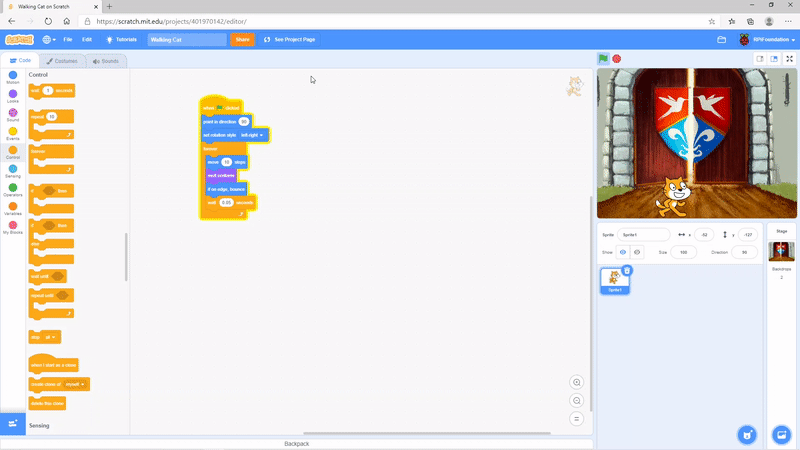 Walking Cat on Scratch
https://scratch.mit.edu/projects/401970142/editor/
SCRATCH
File
Edit
Tutorials
Walking Cat
Share
See Project Page
RPFoundation
Code
Costumes
Sounds
Motion
Looks
Sound
Events
Control
Sensing
Operators
Variables
My Blocks
Control
wait 1 seconds
repeat 10
forever
if then
if then
else
wait until
repeat until
stop all
when I start as a clone
create clone of myself
delete this clone
Sensing
when clicked
point in direction 90
set rotation style left-right
forever
move 10 steps
next costume
if on edge, bounce
wait 0.05 seconds
Backpack
Sprite
Sprite1
x
-52
y
-127
Show
Size
100
Direction
90
Sprite1
Stage
Backdrops
2